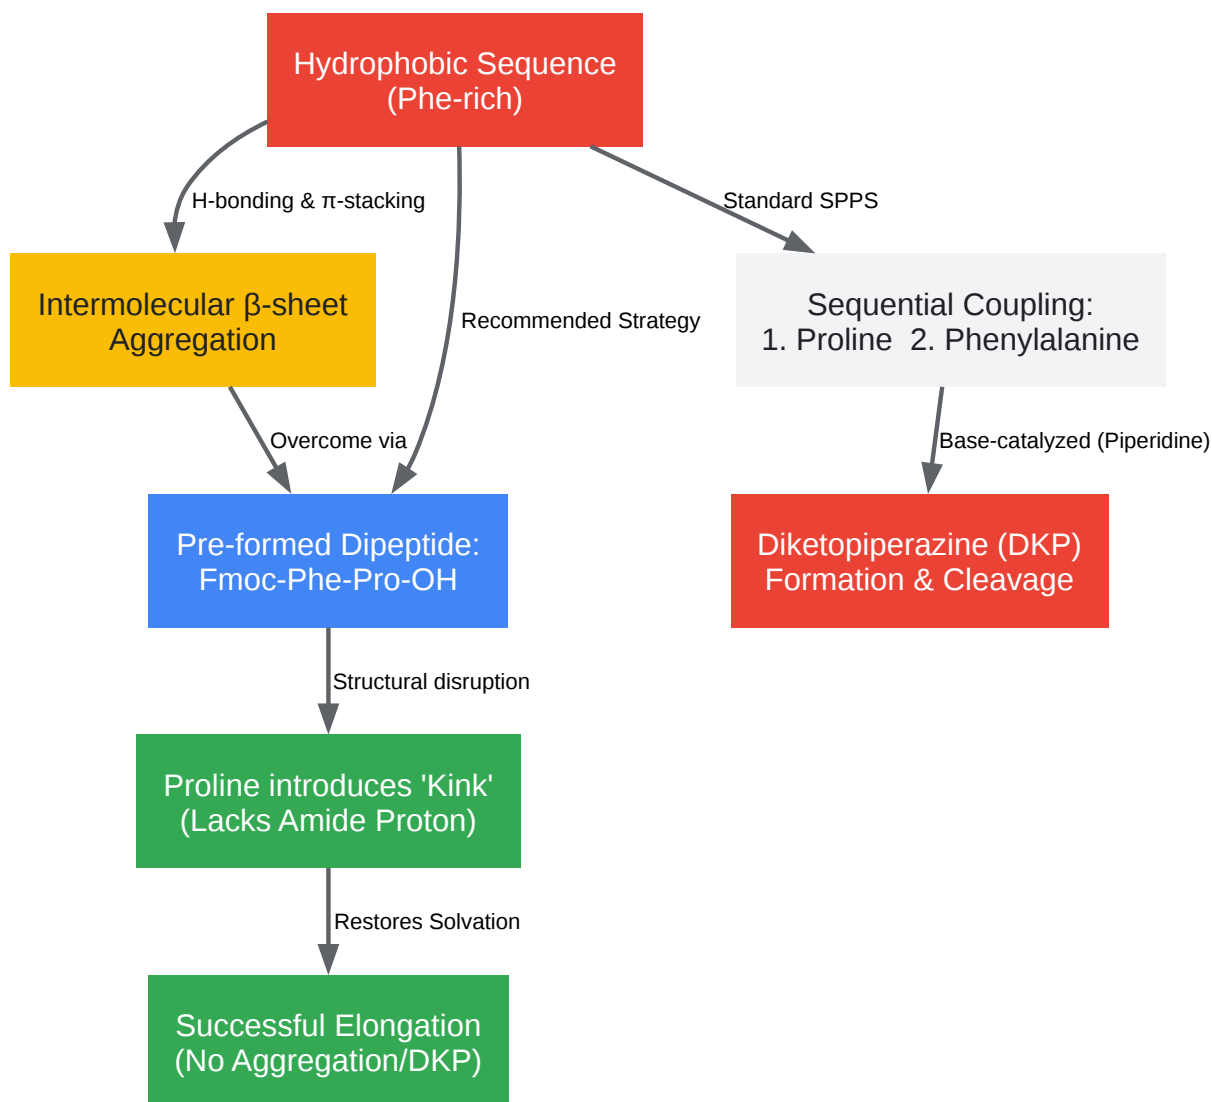 Hydrophobic Sequence
(Phe-rich)
H-bonding & π-stacking
Standard SPPS
Intermolecular β-sheet
Aggregation
Recommended Strategy
Sequential Coupling:
1. Proline  2. Phenylalanine
Overcome via
Base-catalyzed (Piperidine)
Pre-formed Dipeptide:
Fmoc-Phe-Pro-OH
Diketopiperazine (DKP)
Formation & Cleavage
Structural disruption
Proline introduces 'Kink'
(Lacks Amide Proton)
Restores Solvation
Successful Elongation
(No Aggregation/DKP)